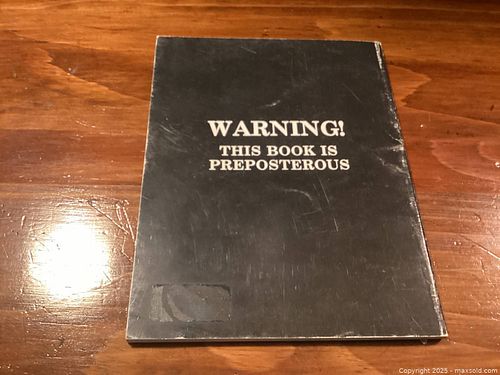 WARNING!
THIS BOOK IS
PREPOSTEROUS
Copyright 2025 - maxsold.com